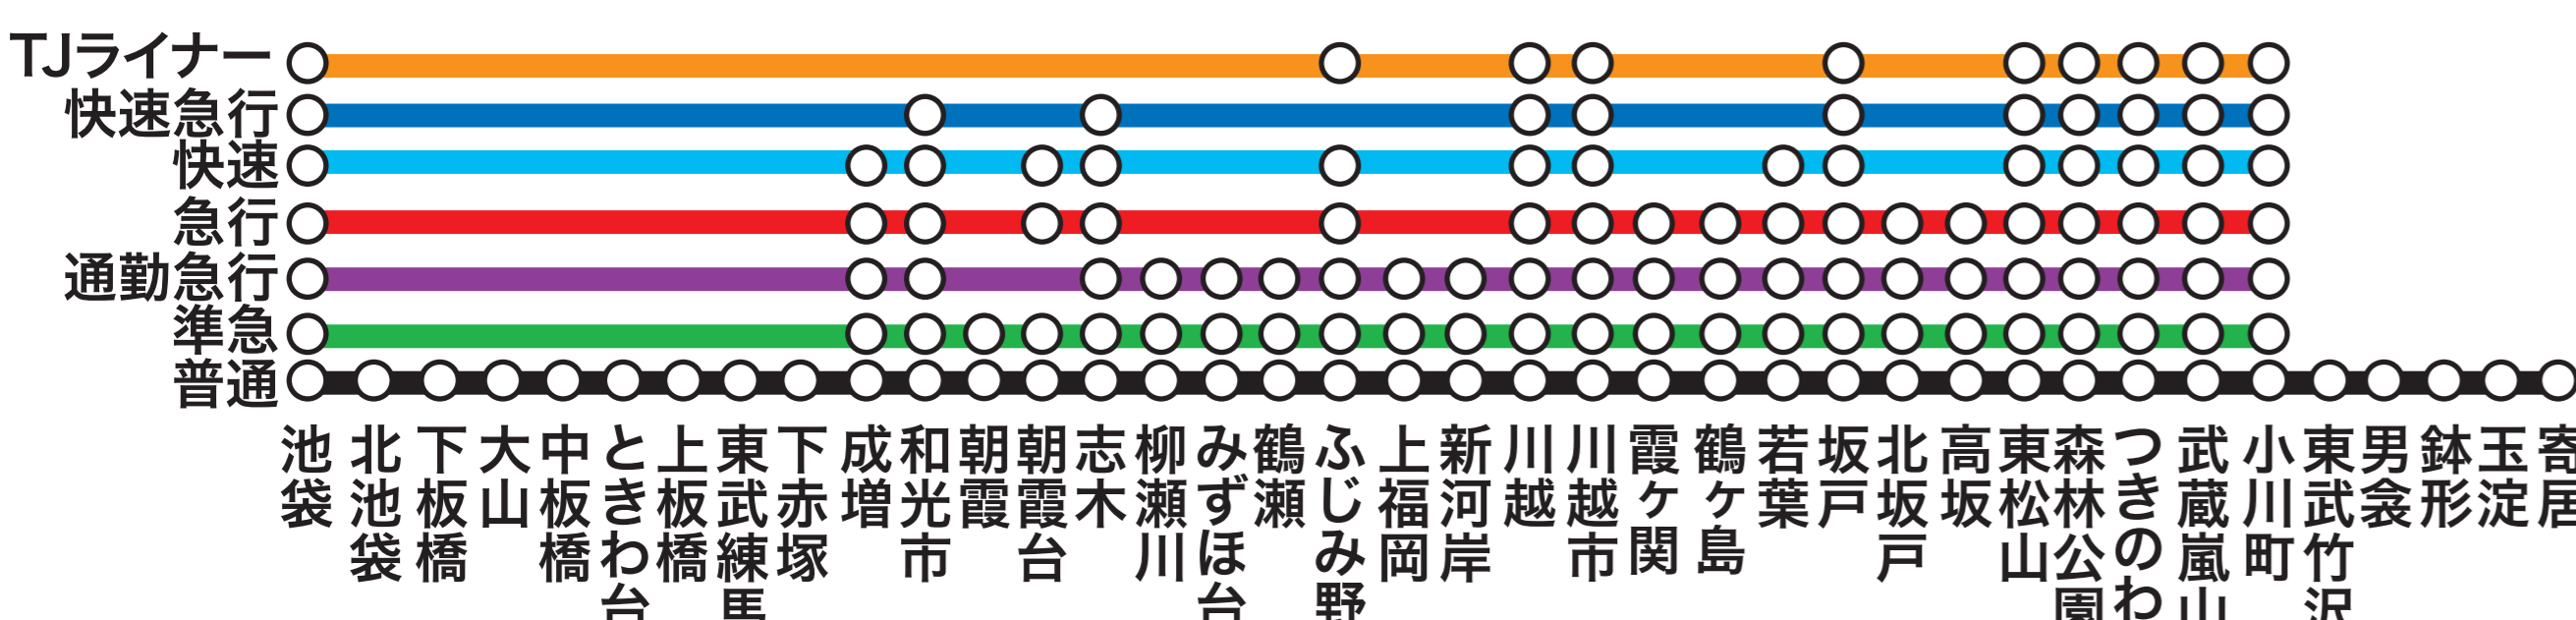 TJライナー
快速急行
快速
急行
通勤急行
準急
普通
池袋
北池袋
下板橋
大山
中板橋
ときわ台
上板橋
東武練馬
下赤塚
成増
和光市
朝霞
朝霞台
志木
柳瀬川
みずほ台
鶴瀬
ふじみ野
上福岡
新河岸
川越
川越市
霞ヶ関
鶴ヶ島
若葉
坂戸
北坂戸
高坂
東松山
森林公園
つきのわ
武蔵嵐山
小川町
東武竹沢
男衾
鉢形
玉淀
寄居